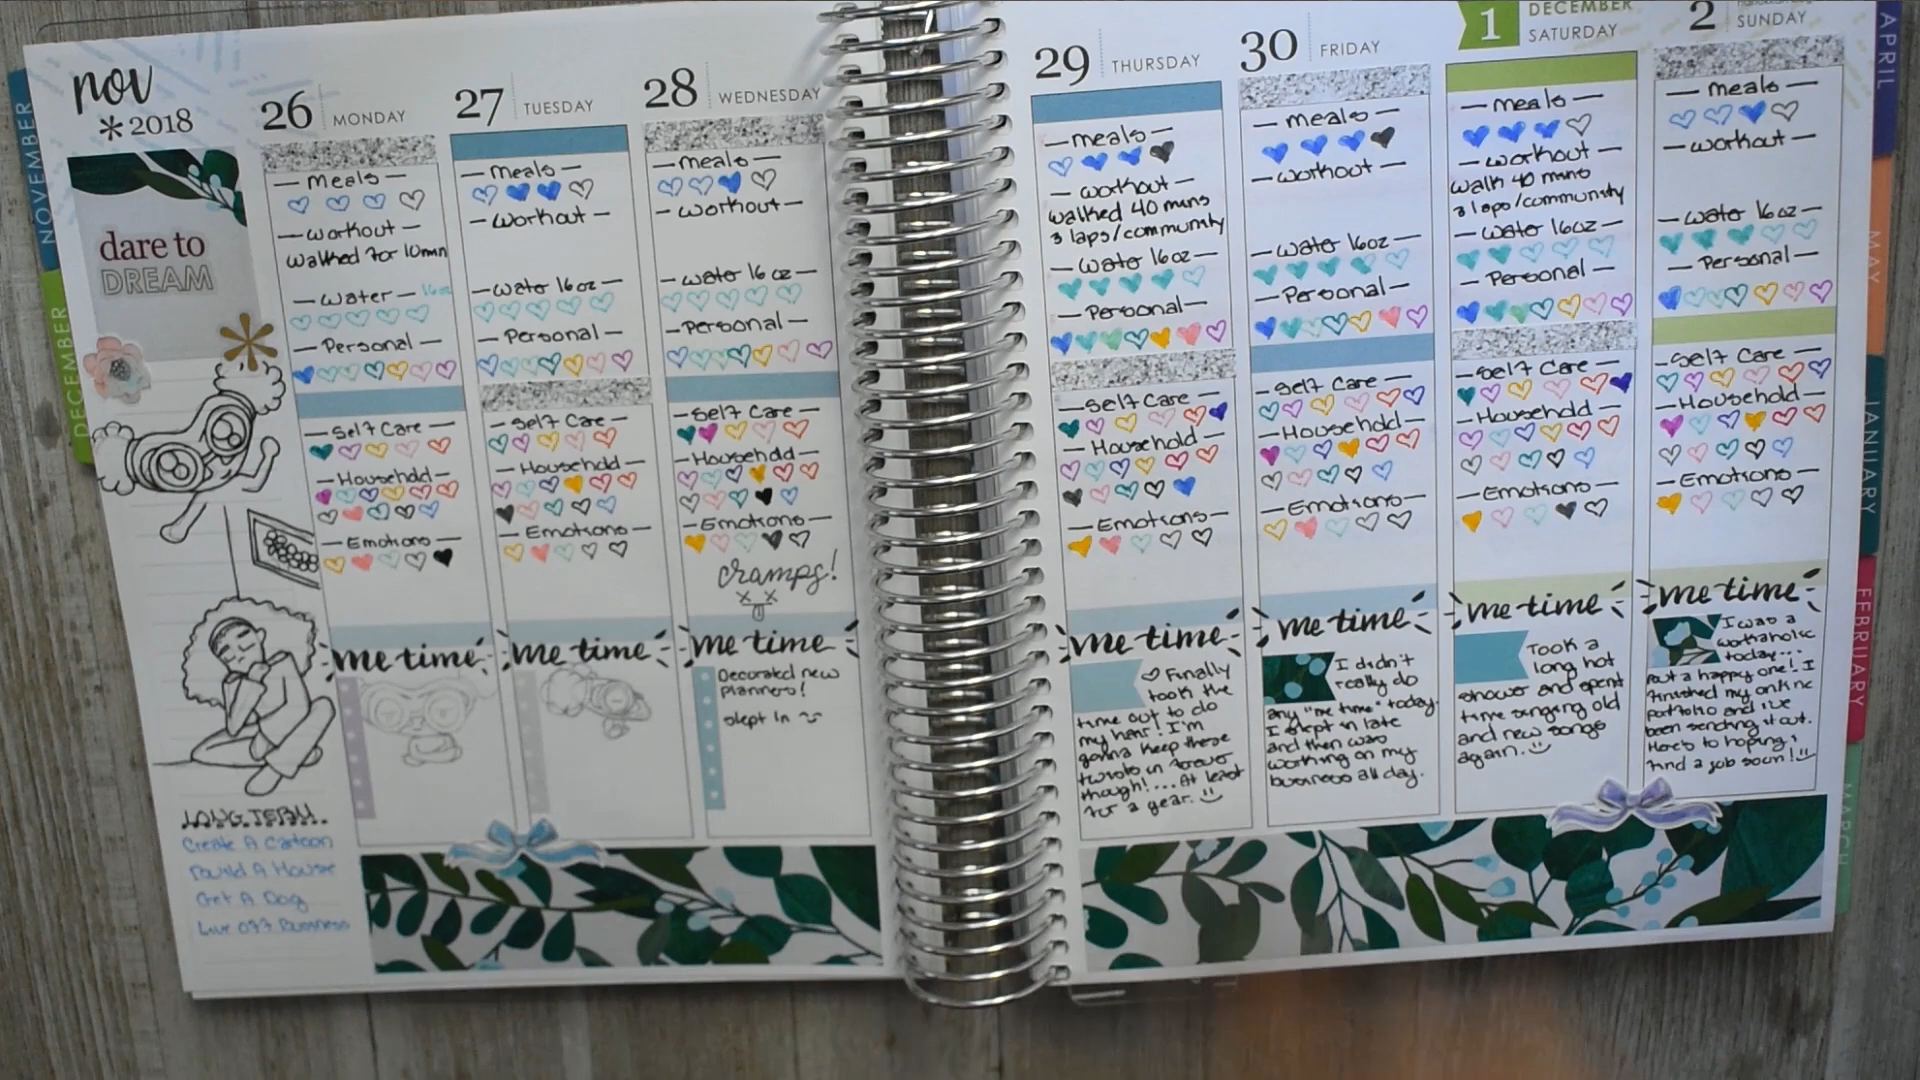 nov
* 2018
dare to
DREAM
LONG TERM
Create A Cartoon
Build A House
Get A Dog
Live Off Business
NOVEMBER
DECEMBER
26 MONDAY
— Meals —
— Workout —
Walked for 10min
— Water — 16oz
— Personal —
— Self Care —
— Household —
— Emotions —
me time
27 TUESDAY
— Meals —
— Workout —
— Water 16oz —
— Personal —
— Self Care —
— Household —
— Emotions —
me time
28 WEDNESDAY
— Meals —
— Workout —
— Water 16oz —
— Personal —
— Self Care —
— Household —
— Emotions —
cramps!
me time
Decorated new
planners!
slept in
29 THURSDAY
— Meals —
— Workout —
Walked 40 mins
3 laps/community
— Water 16oz —
— Personal —
— Self Care —
— Household —
— Emotions —
me time
♡ Finally
took the
time out to do
my hair! I'm
gonna keep these
twists in forever
though!... At least
for a year.
30 FRIDAY
— Meals —
— Workout —
— Water 16oz —
— Personal —
— Self Care —
— Household —
— Emotions —
me time
I didn't
really do
any "me time" today.
I slept in late
and then was
working on my
business all day.
1 DECEMBER
SATURDAY
— Meals —
— Workout —
Walk 40 mins
3 laps/community
— Water 16oz —
— Personal —
— Self Care —
— Household —
— Emotions —
me time
Took a
long hot
shower and spent
time singing old
and new songs
again.
2 SUNDAY
— Meals —
— Workout —
— Water 16oz —
— Personal —
— Self Care —
— Household —
— Emotions —
me time
I was a
workaholic
today...
but a happy one! I
finished my online
portfolio and i've
been sending it out.
Here's to hoping I
find a job soon!
APRIL
MAY
JANUARY
FEBRUARY
MARCH